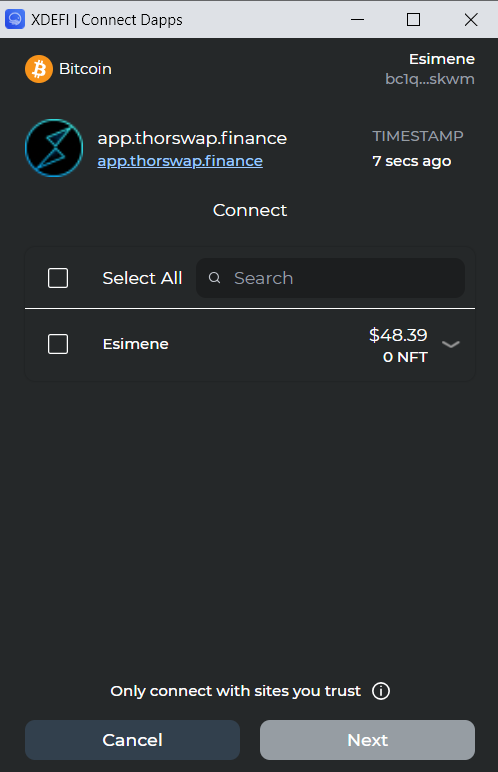 XDEFI | Connect Dapps
Bitcoin
Esimene
bc1q...skwm
app.thorswap.finance
app.thorswap.finance
TIMESTAMP
7 secs ago
Connect
Select All
Search
Esimene
$48.39
0 NFT
Only connect with sites you trust
Cancel
Next